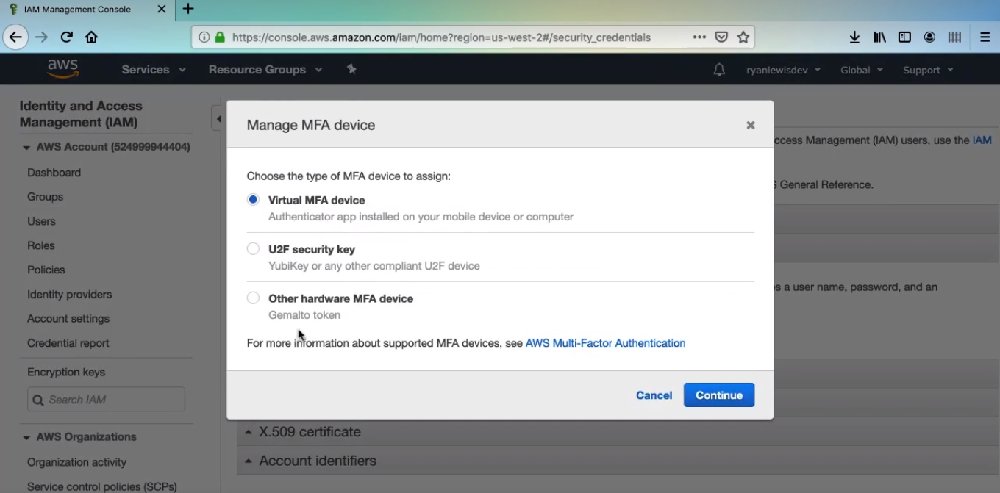 IAM Management Console
https://console.aws.amazon.com/iam/home?region=us-west-2#/security_credentials
aws
Services
Resource Groups
ryanlewisdev
Global
Support
Identity and Access
Management (IAM)
AWS Account (524999944404)
Dashboard
Groups
Users
Roles
Policies
Identity providers
Account settings
Credential report
Encryption keys
Search IAM
AWS Organizations
Organization activity
Service control policies (SCPs)
Manage MFA device
Choose the type of MFA device to assign:
Virtual MFA device
Authenticator app installed on your mobile device or computer
U2F security key
YubiKey or any other compliant U2F device
Other hardware MFA device
Gemalto token
For more information about supported MFA devices, see AWS Multi-Factor Authentication
Cancel
Continue
ccess Management (IAM) users, use the IAM
General Reference.
a user name, password, and an
X.509 certificate
Account identifiers